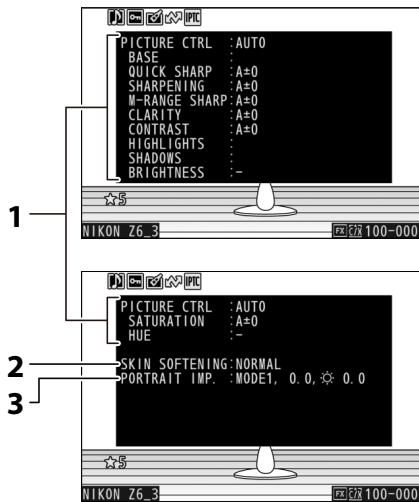 IPTC
PICTURE CTRL :AUTO
BASE :
QUICK SHARP :A±0
SHARPENING :A±0
M-RANGE SHARP:A±0
CLARITY :A±0
CONTRAST :A±0
HIGHLIGHTS :
SHADOWS :
BRIGHTNESS :-
☆5
1
NIKON Z6_3 FX 100-000
IPTC
PICTURE CTRL :AUTO
SATURATION :A±0
HUE :-
2 SKIN SOFTENING:NORMAL
3 PORTRAIT IMP. :MODE1, 0.0, 0.0
☆5
NIKON Z6_3 FX 100-000